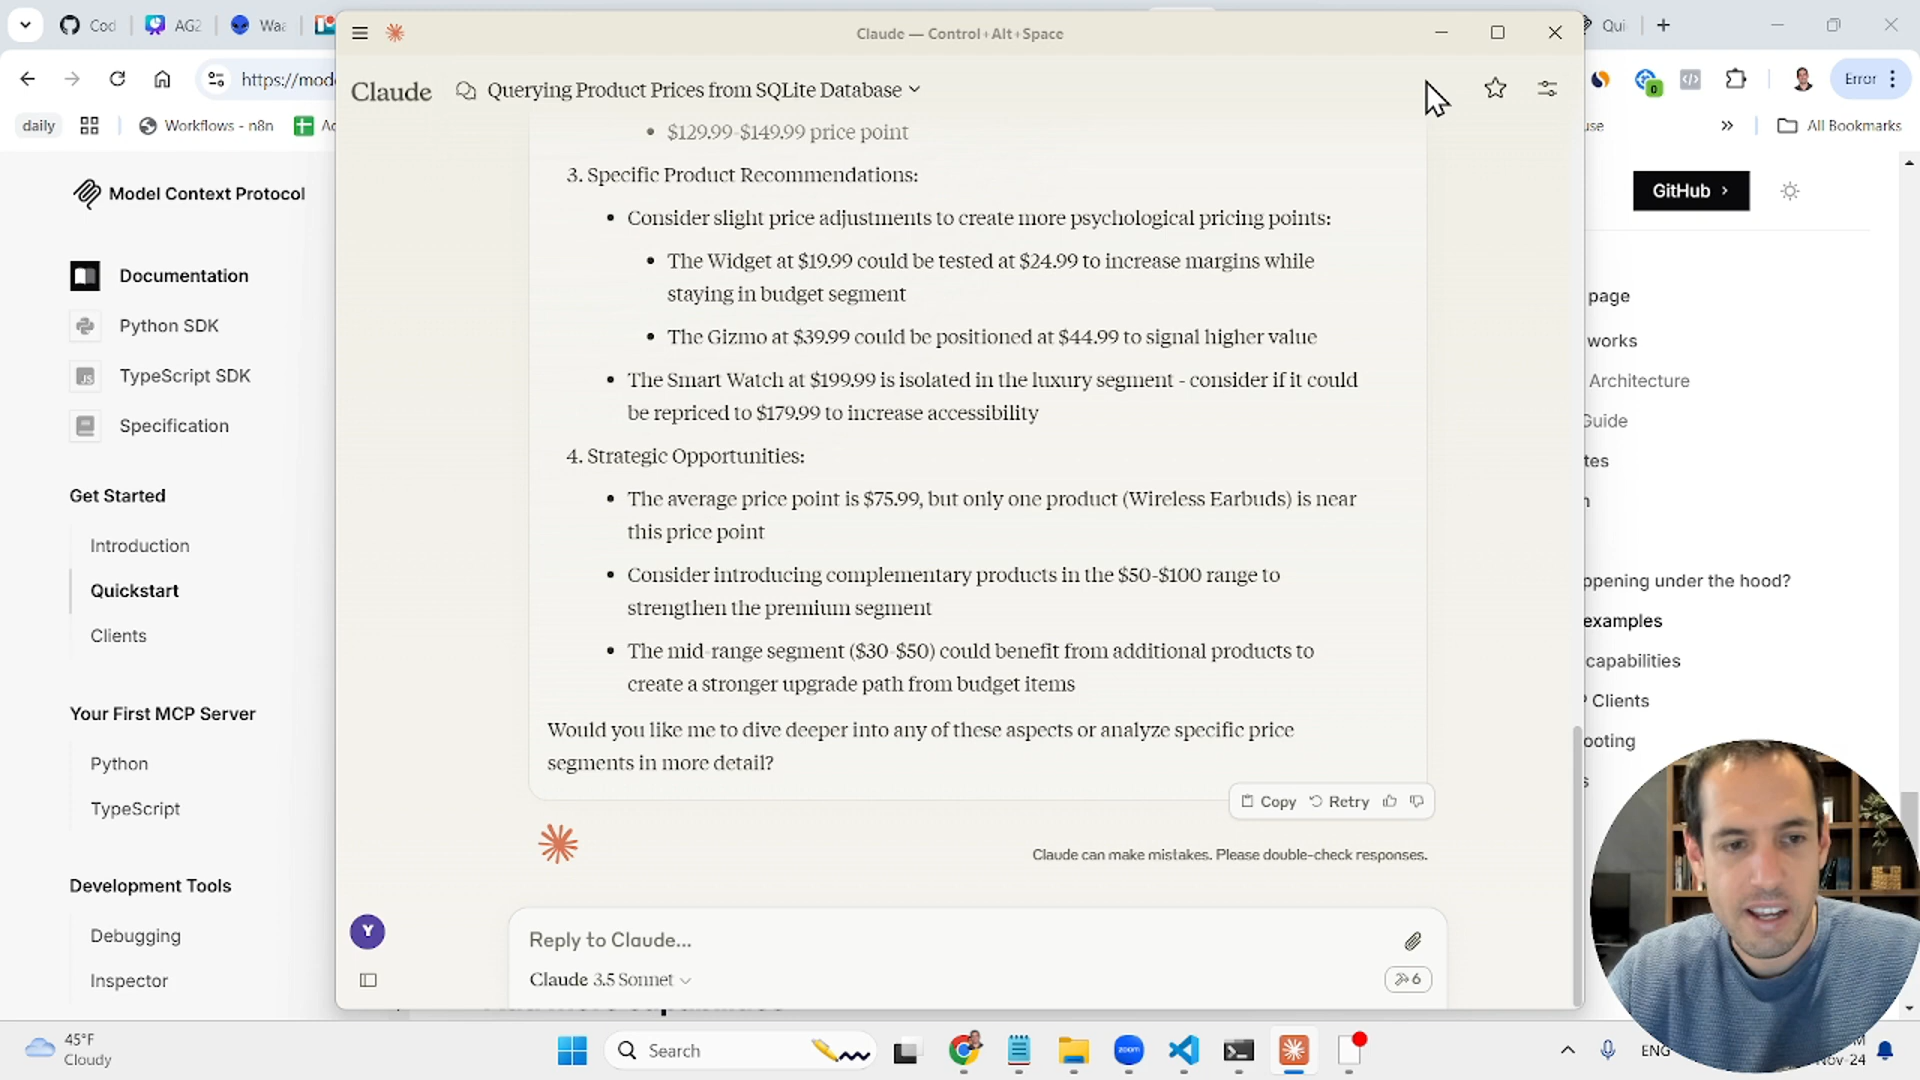 Cod
AG2
Waa
Claude — Control+Alt+Space
Qui
https://mod
Error
daily
Workflows - n8n
Ac
use
All Bookmarks
Claude
Querying Product Prices from SQLite Database
Model Context Protocol
GitHub
Documentation
Python SDK
TypeScript SDK
Specification
Get Started
Introduction
Quickstart
Clients
Your First MCP Server
Python
TypeScript
Development Tools
Debugging
Inspector
• $129.99-$149.99 price point
3. Specific Product Recommendations:
• Consider slight price adjustments to create more psychological pricing points:
• The Widget at $19.99 could be tested at $24.99 to increase margins while
staying in budget segment
• The Gizmo at $39.99 could be positioned at $44.99 to signal higher value
• The Smart Watch at $199.99 is isolated in the luxury segment - consider if it could
be repriced to $179.99 to increase accessibility
4. Strategic Opportunities:
• The average price point is $75.99, but only one product (Wireless Earbuds) is near
this price point
• Consider introducing complementary products in the $50-$100 range to
strengthen the premium segment
• The mid-range segment ($30-$50) could benefit from additional products to
create a stronger upgrade path from budget items
Would you like me to dive deeper into any of these aspects or analyze specific price
segments in more detail?
Copy
Retry
Claude can make mistakes. Please double-check responses.
Y
Reply to Claude...
Claude 3.5 Sonnet
6
page
works
Architecture
Guide
tes
n
ppening under the hood?
examples
capabilities
P Clients
ooting
s
45°F
Cloudy
Search
zoom
ENG
M
Nov-24